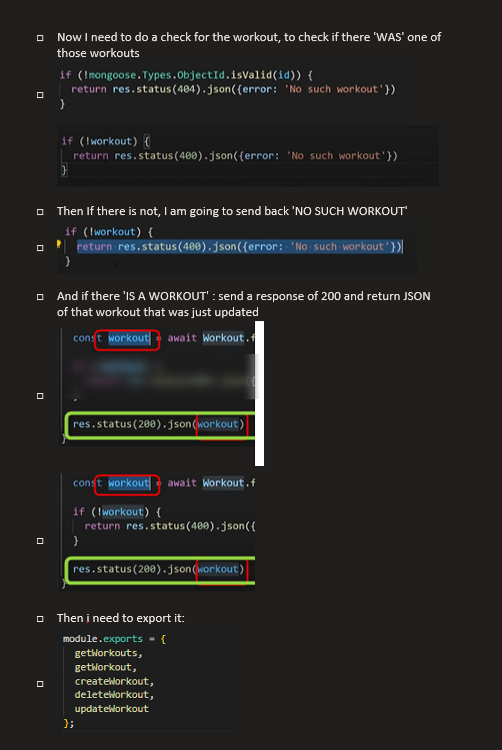 Now I need to do a check for the workout, to check if there 'WAS' one of
those workouts
if (!mongoose.Types.ObjectId.isValid(id)) {
return res.status(404).json({error: 'No such workout'})
}
if (!workout) {
return res.status(400).json({error: 'No such workout'})
}
Then If there is not, I am going to send back 'NO SUCH WORKOUT'
if (!workout) {
return res.status(400).json({error: 'No such workout'})
}
And if there 'IS A WORKOUT' : send a response of 200 and return JSON
of that workout that was just updated
const workout = await Workout.f
res.status(200).json(workout)
}
const workout = await Workout.f
if (!workout) {
return res.status(400).json({
}
res.status(200).json(workout)
}
Then i need to export it:
module.exports = {
getWorkouts,
getWorkout,
createWorkout,
deleteWorkout,
updateWorkout
};